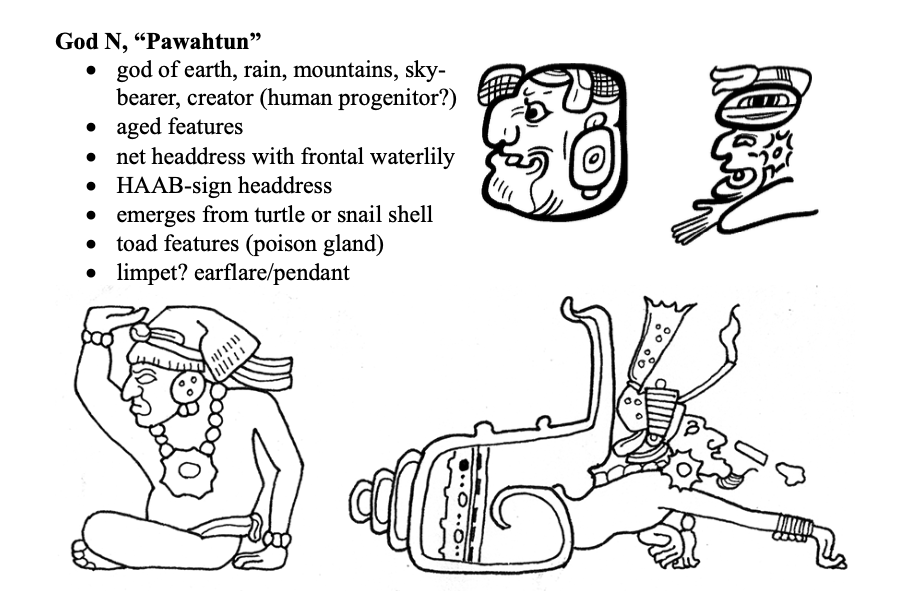 God N, “Pawahtun”
• god of earth, rain, mountains, sky-
bearer, creator (human progenitor?)
• aged features
• net headdress with frontal waterlily
• HAAB-sign headdress
• emerges from turtle or snail shell
• toad features (poison gland)
• limpet? earflare/pendant